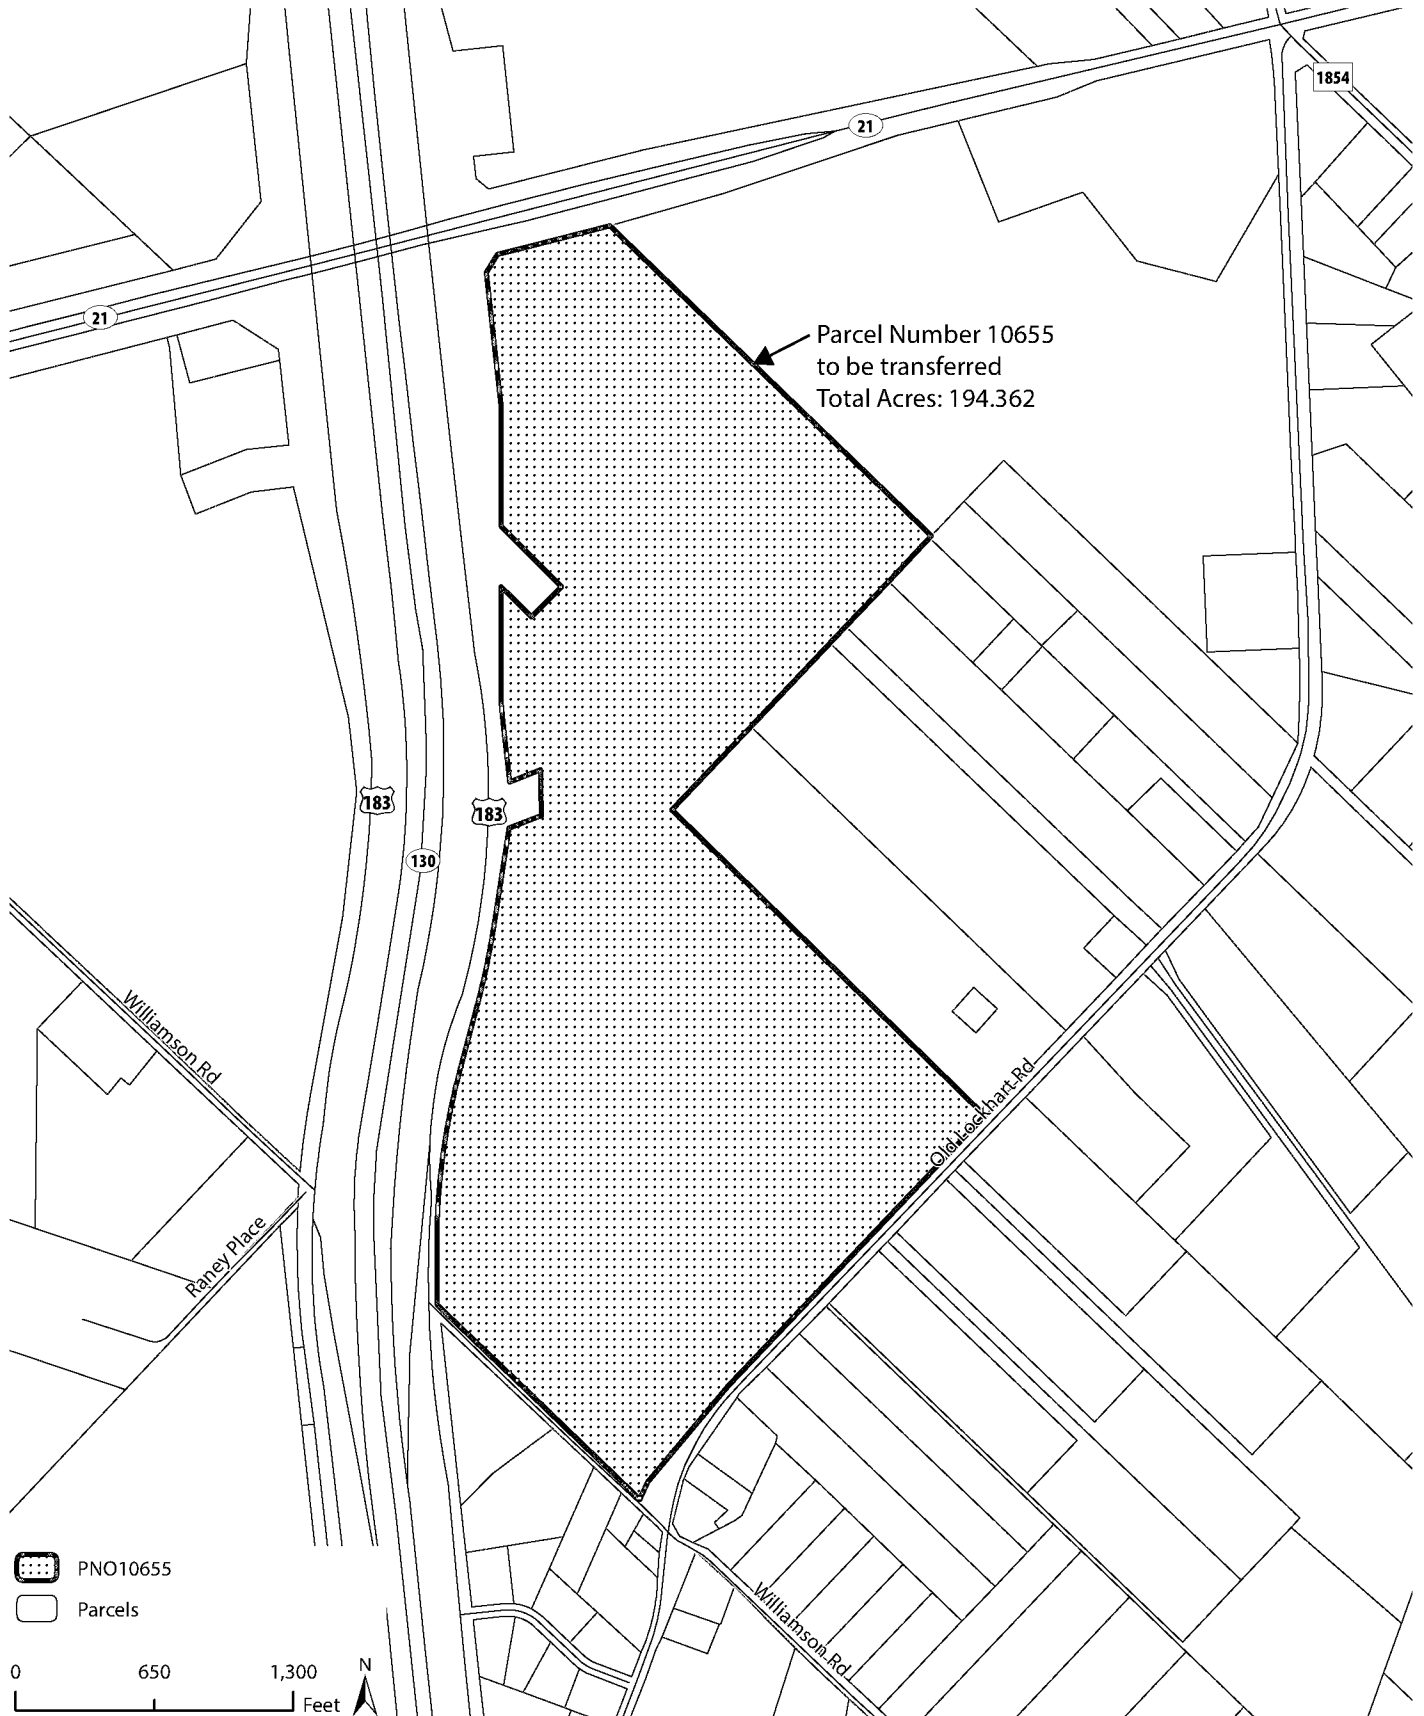 1854
21
21
Parcel Number 10655
to be transferred
Total Acres: 194.362
183
183
130
Williamson Rd
Old Lockhart Rd
Raney Place
Williamson Rd
PNO10655
Parcels
0 650 1,300
Feet
N